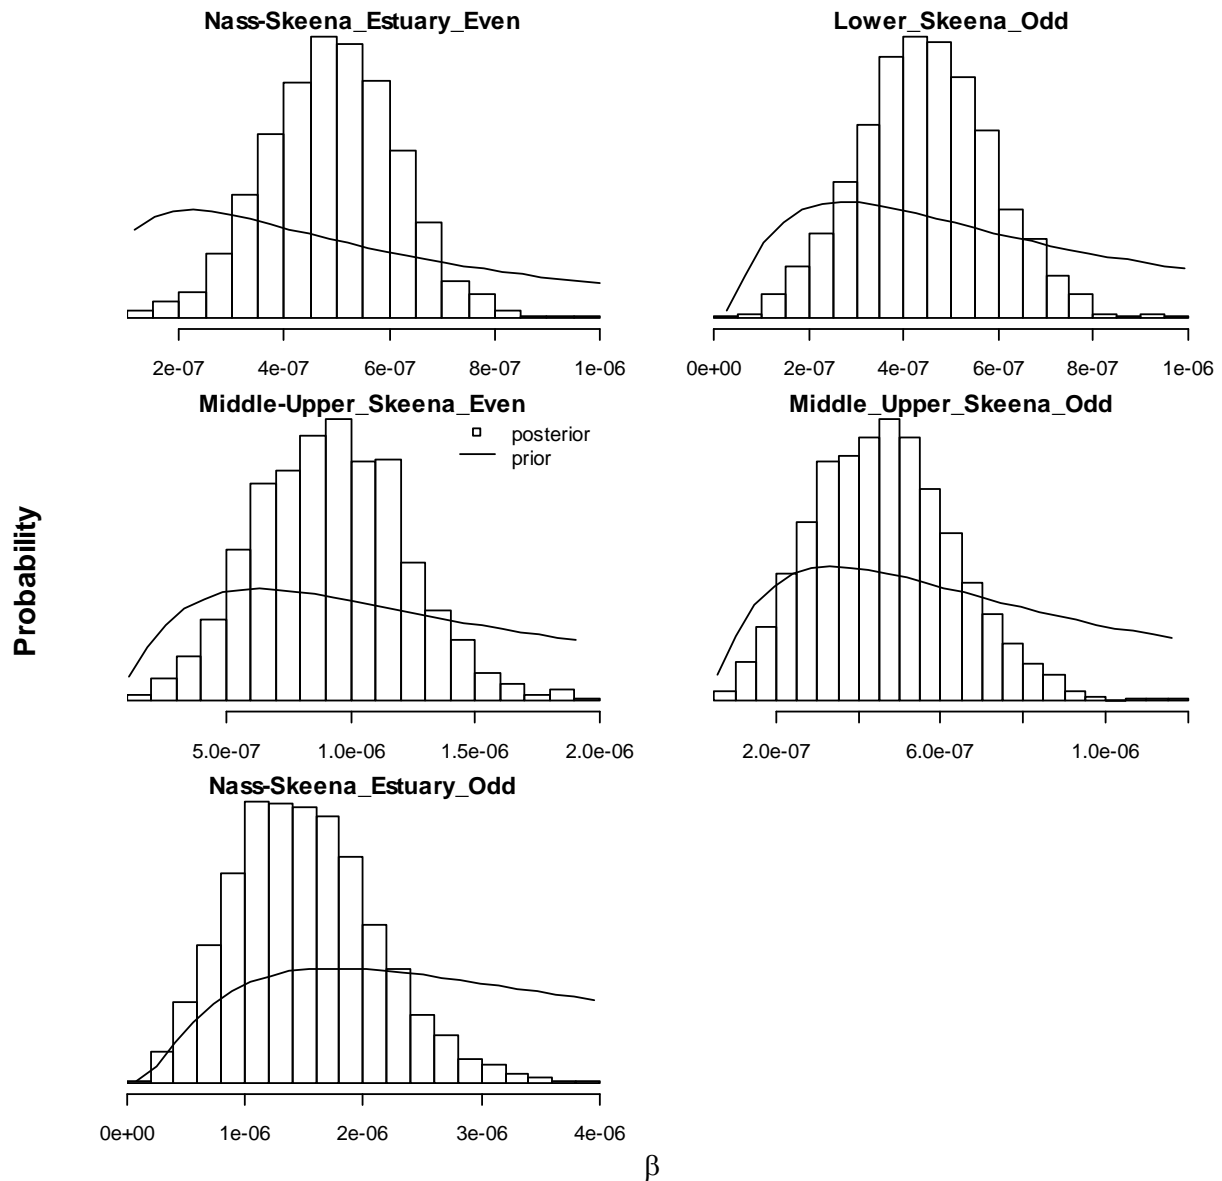 Nass-Skeena_Estuary_Even
2e-07 4e-07 6e-07 8e-07 1e-06
Lower_Skeena_Odd
0e+00 2e-07 4e-07 6e-07 8e-07 1e-06
Middle-Upper_Skeena_Even
posterior
prior
5.0e-07 1.0e-06 1.5e-06 2.0e-06
Middle_Upper_Skeena_Odd
2.0e-07 6.0e-07 1.0e-06
Nass-Skeena_Estuary_Odd
0e+00 1e-06 2e-06 3e-06 4e-06
Probability
β